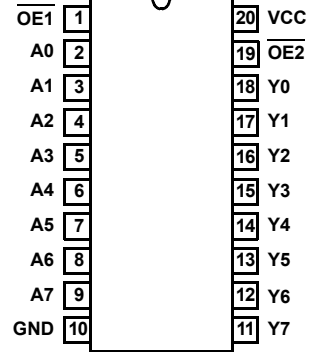 OE1 1 20 VCC
A0 2 19 OE2
A1 3 18 Y0
A2 4 17 Y1
A3 5 16 Y2
A4 6 15 Y3
A5 7 14 Y4
A6 8 13 Y5
A7 9 12 Y6
GND 10 11 Y7